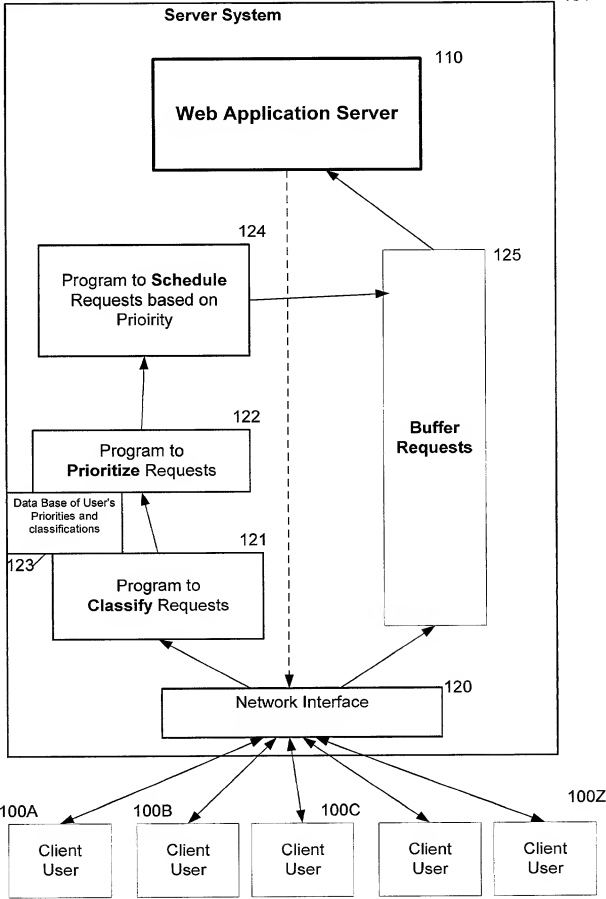 Server System
110
Web Application Server
124
Program to Schedule
Requests based on
Prioirity
125
Buffer
Requests
122
Program to
Prioritize Requests
Data Base of User's
Priorities and
classifications
123
121
Program to
Classify Requests
120
Network Interface
100A
100B
100C
100Z
Client
User
Client
User
Client
User
Client
User
Client
User